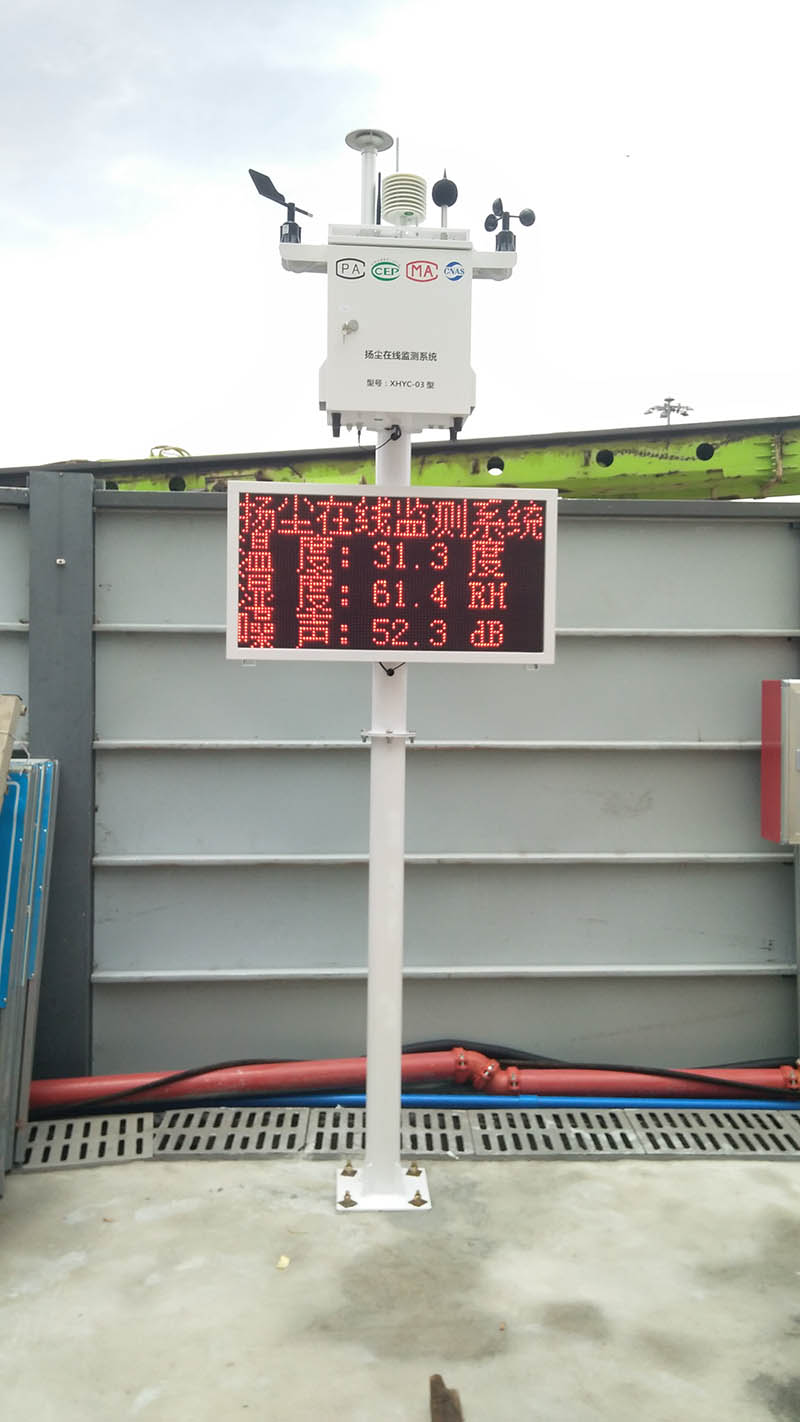 PA CEP MA CNAS
扬尘在线监测系统
型号：XHYC-03 型
扬尘在线监测系统
温 度：31.3 度
湿 度：61.4 RH
噪 声：52.3 dB